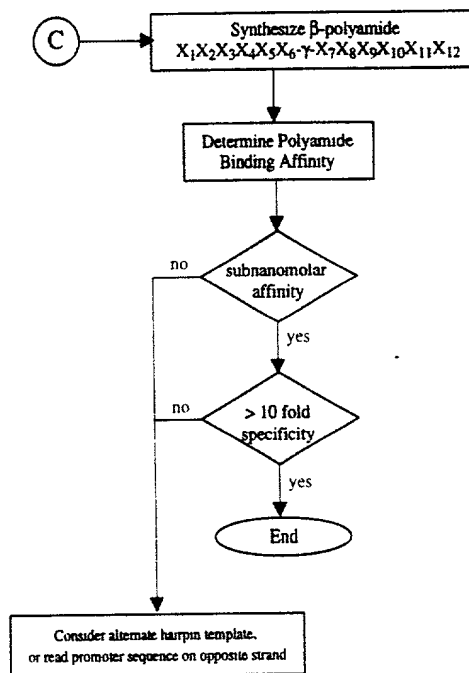 C
Synthesize β-polyamide
X₁X₂X₃X₄X₅X₆-γ-X₇X₈X₉X₁₀X₁₁X₁₂
Determine Polyamide
Binding Affinity
no
subnanomolar
affinity
yes
no
> 10 fold
specificity
yes
End
Consider alternate hairpin template,
or read promoter sequence on opposite strand